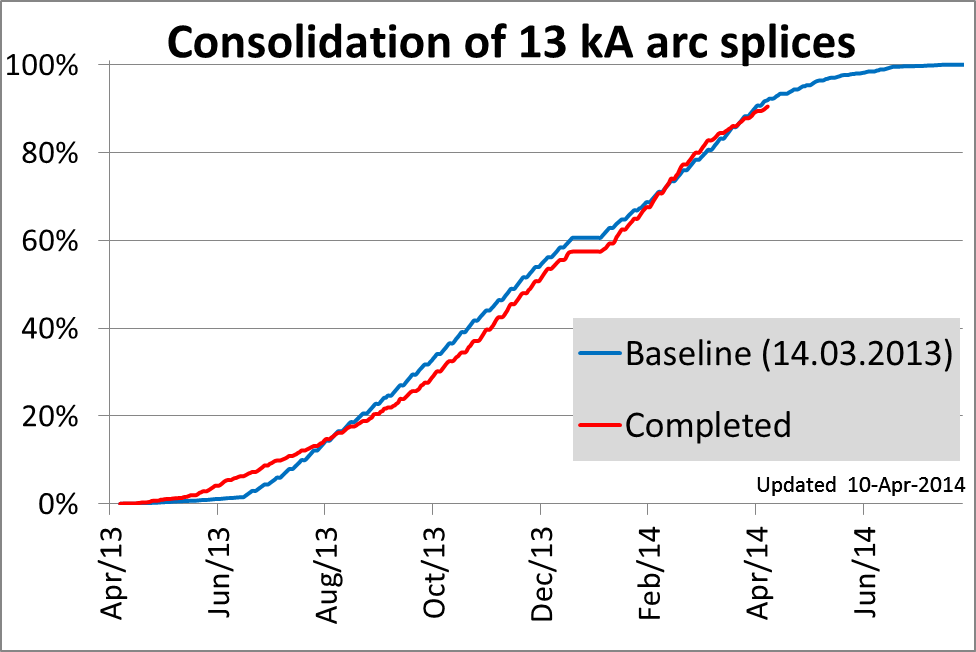 Consolidation of 13 kA arc splices
100%
80%
60%
40%
20%
0%
Baseline (14.03.2013)
Completed
Updated 10-Apr-2014
Apr/13
Jun/13
Aug/13
Oct/13
Dec/13
Feb/14
Apr/14
Jun/14